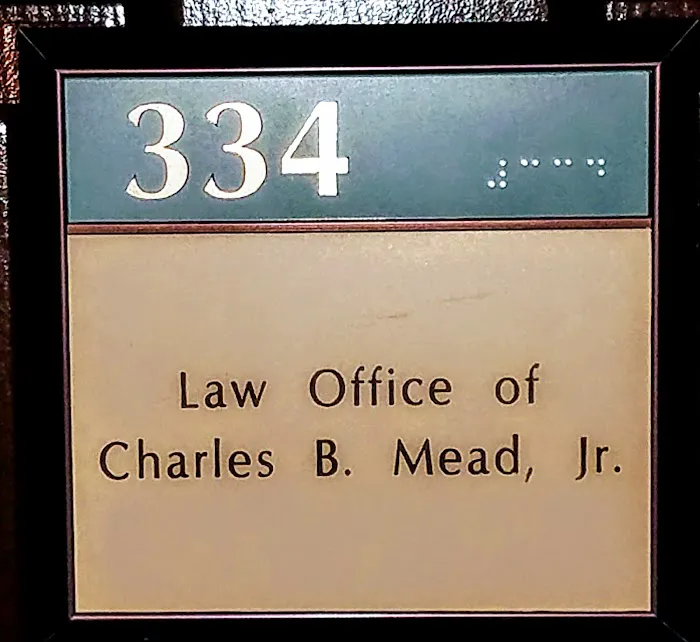 334 ⠼⠉⠉⠙
Law Office of
Charles B. Mead, Jr.